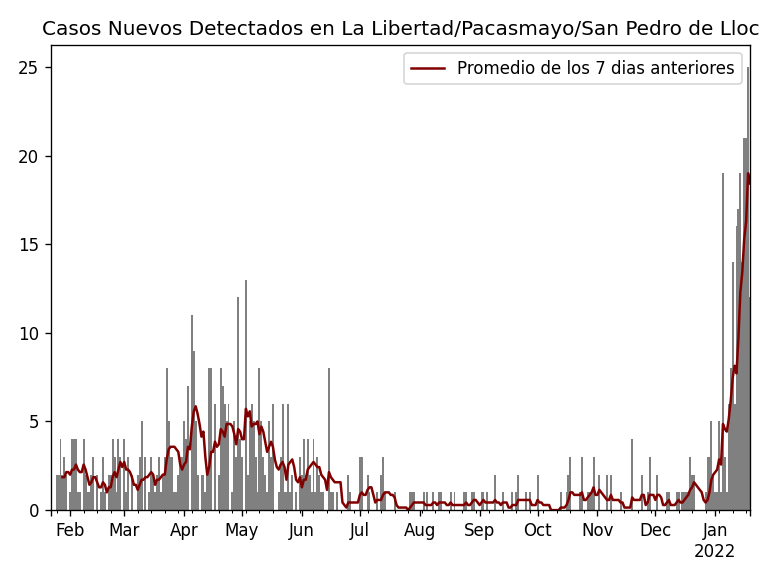 Casos Nuevos Detectados en La Libertad/Pacasmayo/San Pedro de Lloc
Promedio de los 7 dias anteriores
25
20
15
10
5
0
Feb Mar Apr May Jun Jul Aug Sep Oct Nov Dec Jan
2022